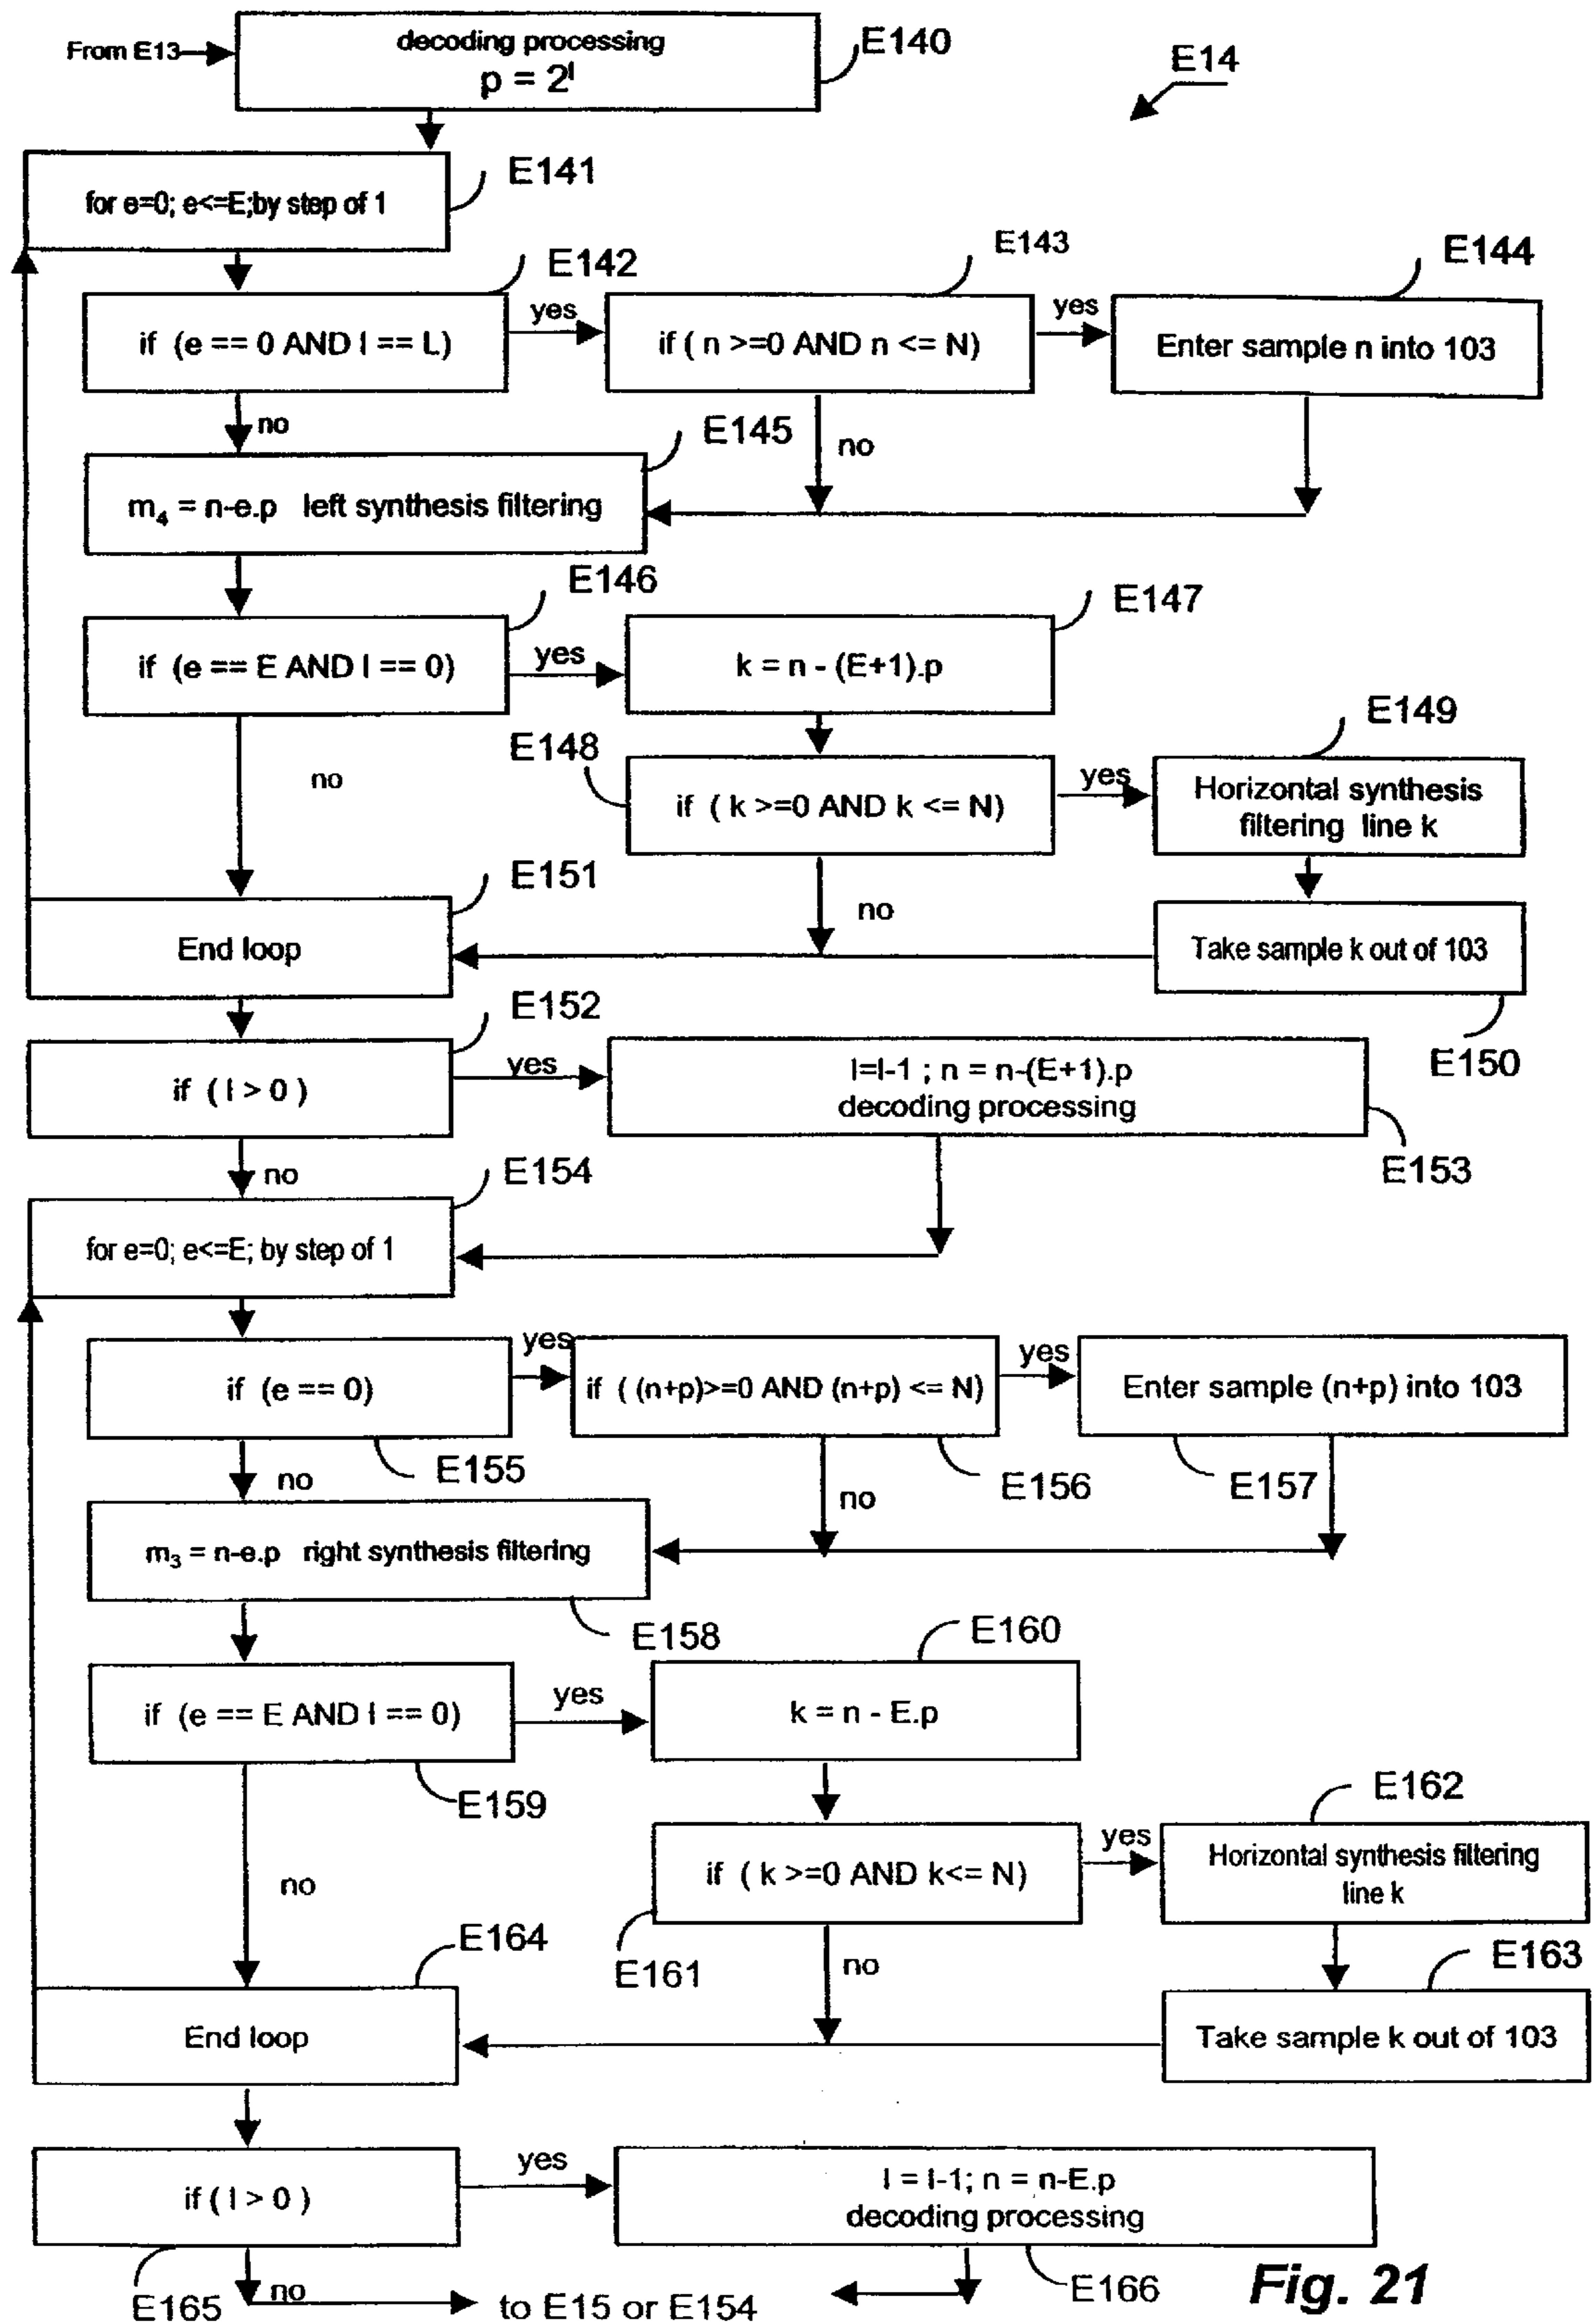 From E13
decoding processing
p = 2^l
E140
E14
for e=0; e<=E;by step of 1
E141
E142
E143
E144
if (e == 0 AND l == L)
yes
if ( n >=0 AND n <= N)
yes
Enter sample n into 103
no
E145
no
m₄ = n-e.p left synthesis filtering
E146
E147
if (e == E AND l == 0)
yes
k = n - (E+1).p
E149
E148
no
if ( k >=0 AND k <= N)
yes
Horizontal synthesis
filtering line k
E151
no
End loop
Take sample k out of 103
E152
E150
if ( l > 0 )
yes
l=l-1 ; n = n-(E+1).p
decoding processing
E153
no
E154
for e=0; e<=E; by step of 1
if (e == 0)
yes
if ( (n+p)>=0 AND (n+p) <= N)
yes
Enter sample (n+p) into 103
E155
E156
E157
no
no
m₃ = n-e.p right synthesis filtering
E158
E160
if (e == E AND l == 0)
yes
k = n - E.p
E159
E162
if ( k >=0 AND k<= N)
yes
Horizontal synthesis filtering
line k
no
E164
E161
no
E163
End loop
Take sample k out of 103
if ( l > 0 )
yes
l = l-1; n = n-E.p
decoding processing
E165
no
to E15 or E154
E166
Fig. 21